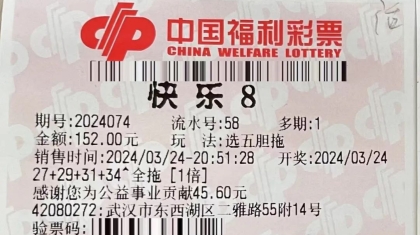 中国福利彩票
CHINA WELFARE LOTTERY
快乐8
期号:2024074 流水号:58 多期:1
金额:152.00元 玩 法:选五胆拖
销售时间:2024/03/24-20:51:28 开奖:2024/03/24
27+29+31+34^全拖 [1倍]
感谢您为公益事业贡献45.60元
42080272:武汉市东西湖区二雅路55附14号
验票码: